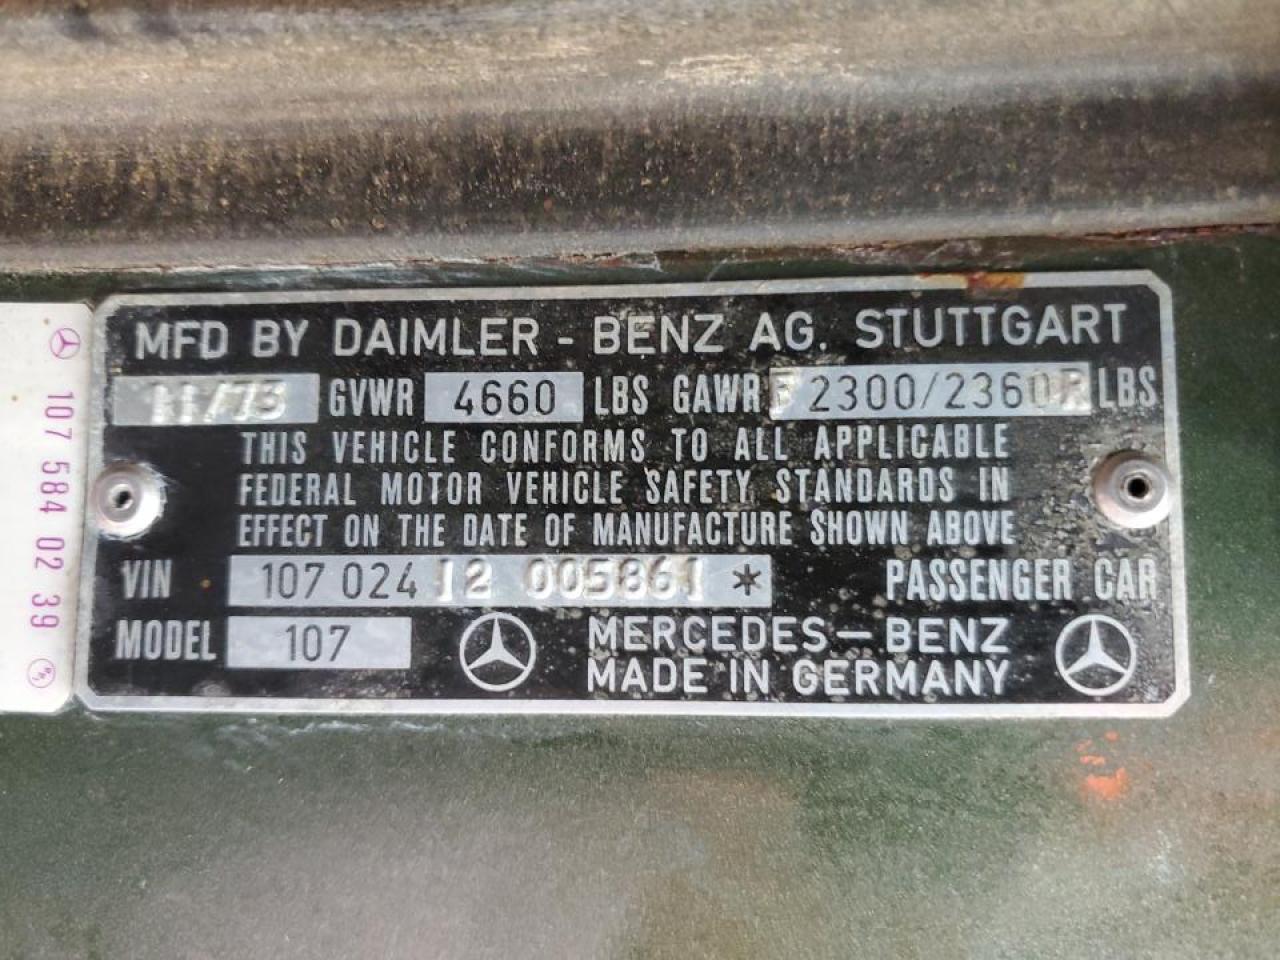 MFD BY DAIMLER - BENZ AG. STUTTGART
11/73 GVWR 4660 LBS GAWR F 2300/2360 R LBS
THIS VEHICLE CONFORMS TO ALL APPLICABLE
FEDERAL MOTOR VEHICLE SAFETY STANDARDS IN
EFFECT ON THE DATE OF MANUFACTURE SHOWN ABOVE
VIN 107 024 12 005861 * PASSENGER CAR
MODEL 107 MERCEDES-BENZ
MADE IN GERMANY
107 584 02 39